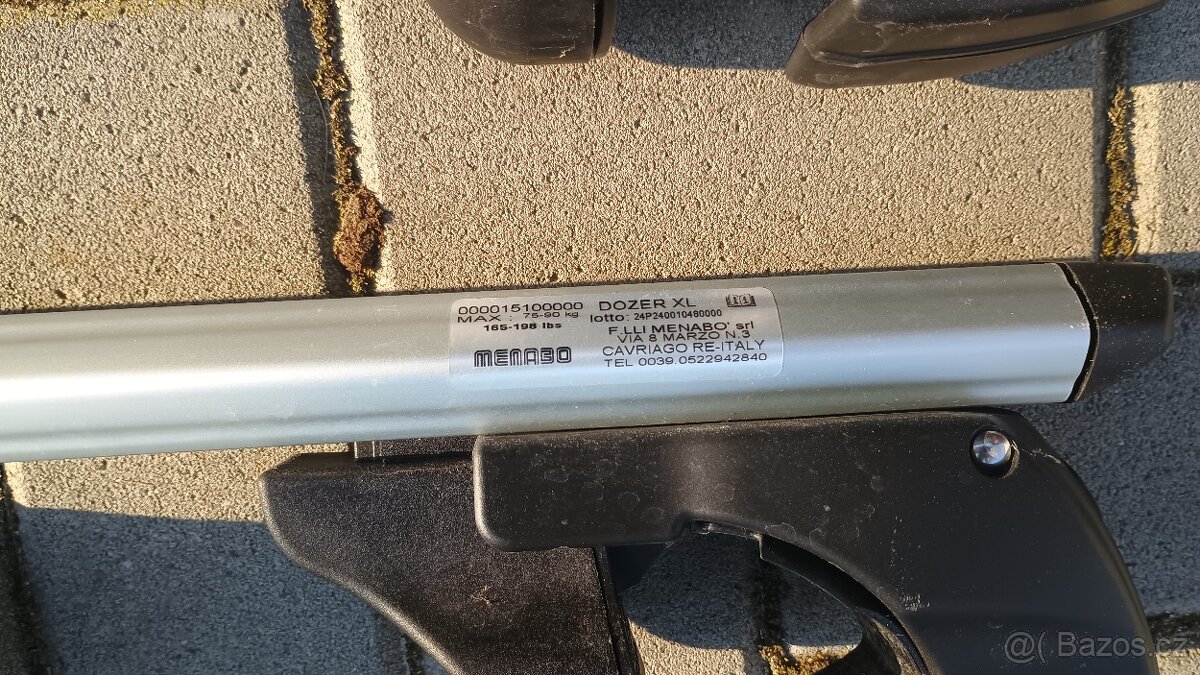 000015100000 DOZER XL
MAX : 75-90 kg lotto: 24P240010480000
165-198 lbs F.LLI MENABO' srl
VIA 8 MARZO N.3
MENABO CAVRIAGO RE-ITALY
TEL 0039.0522942840
@( Bazos.cz